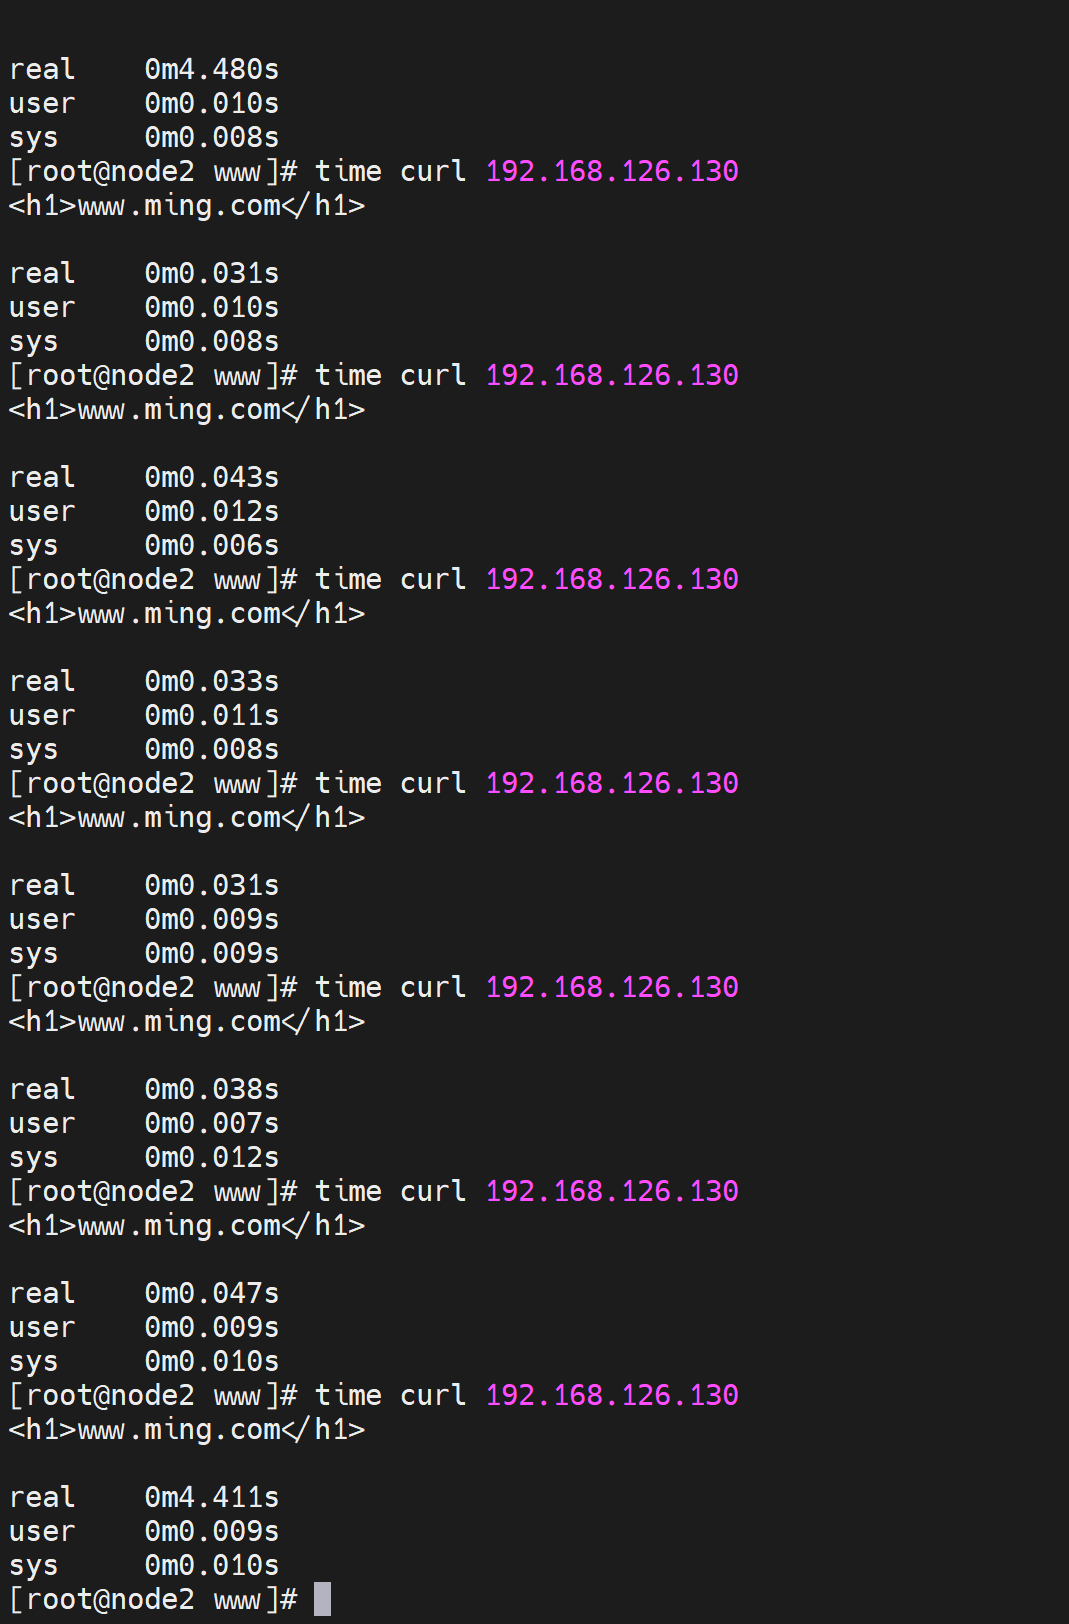 real    0m4.480s
user    0m0.010s
sys     0m0.008s
[root@node2 www]# time curl 192.168.126.130
<h1>www.ming.com</h1>

real    0m0.031s
user    0m0.010s
sys     0m0.008s
[root@node2 www]# time curl 192.168.126.130
<h1>www.ming.com</h1>

real    0m0.043s
user    0m0.012s
sys     0m0.006s
[root@node2 www]# time curl 192.168.126.130
<h1>www.ming.com</h1>

real    0m0.033s
user    0m0.011s
sys     0m0.008s
[root@node2 www]# time curl 192.168.126.130
<h1>www.ming.com</h1>

real    0m0.031s
user    0m0.009s
sys     0m0.009s
[root@node2 www]# time curl 192.168.126.130
<h1>www.ming.com</h1>

real    0m0.038s
user    0m0.007s
sys     0m0.012s
[root@node2 www]# time curl 192.168.126.130
<h1>www.ming.com</h1>

real    0m0.047s
user    0m0.009s
sys     0m0.010s
[root@node2 www]# time curl 192.168.126.130
<h1>www.ming.com</h1>

real    0m4.411s
user    0m0.009s
sys     0m0.010s
[root@node2 www]#